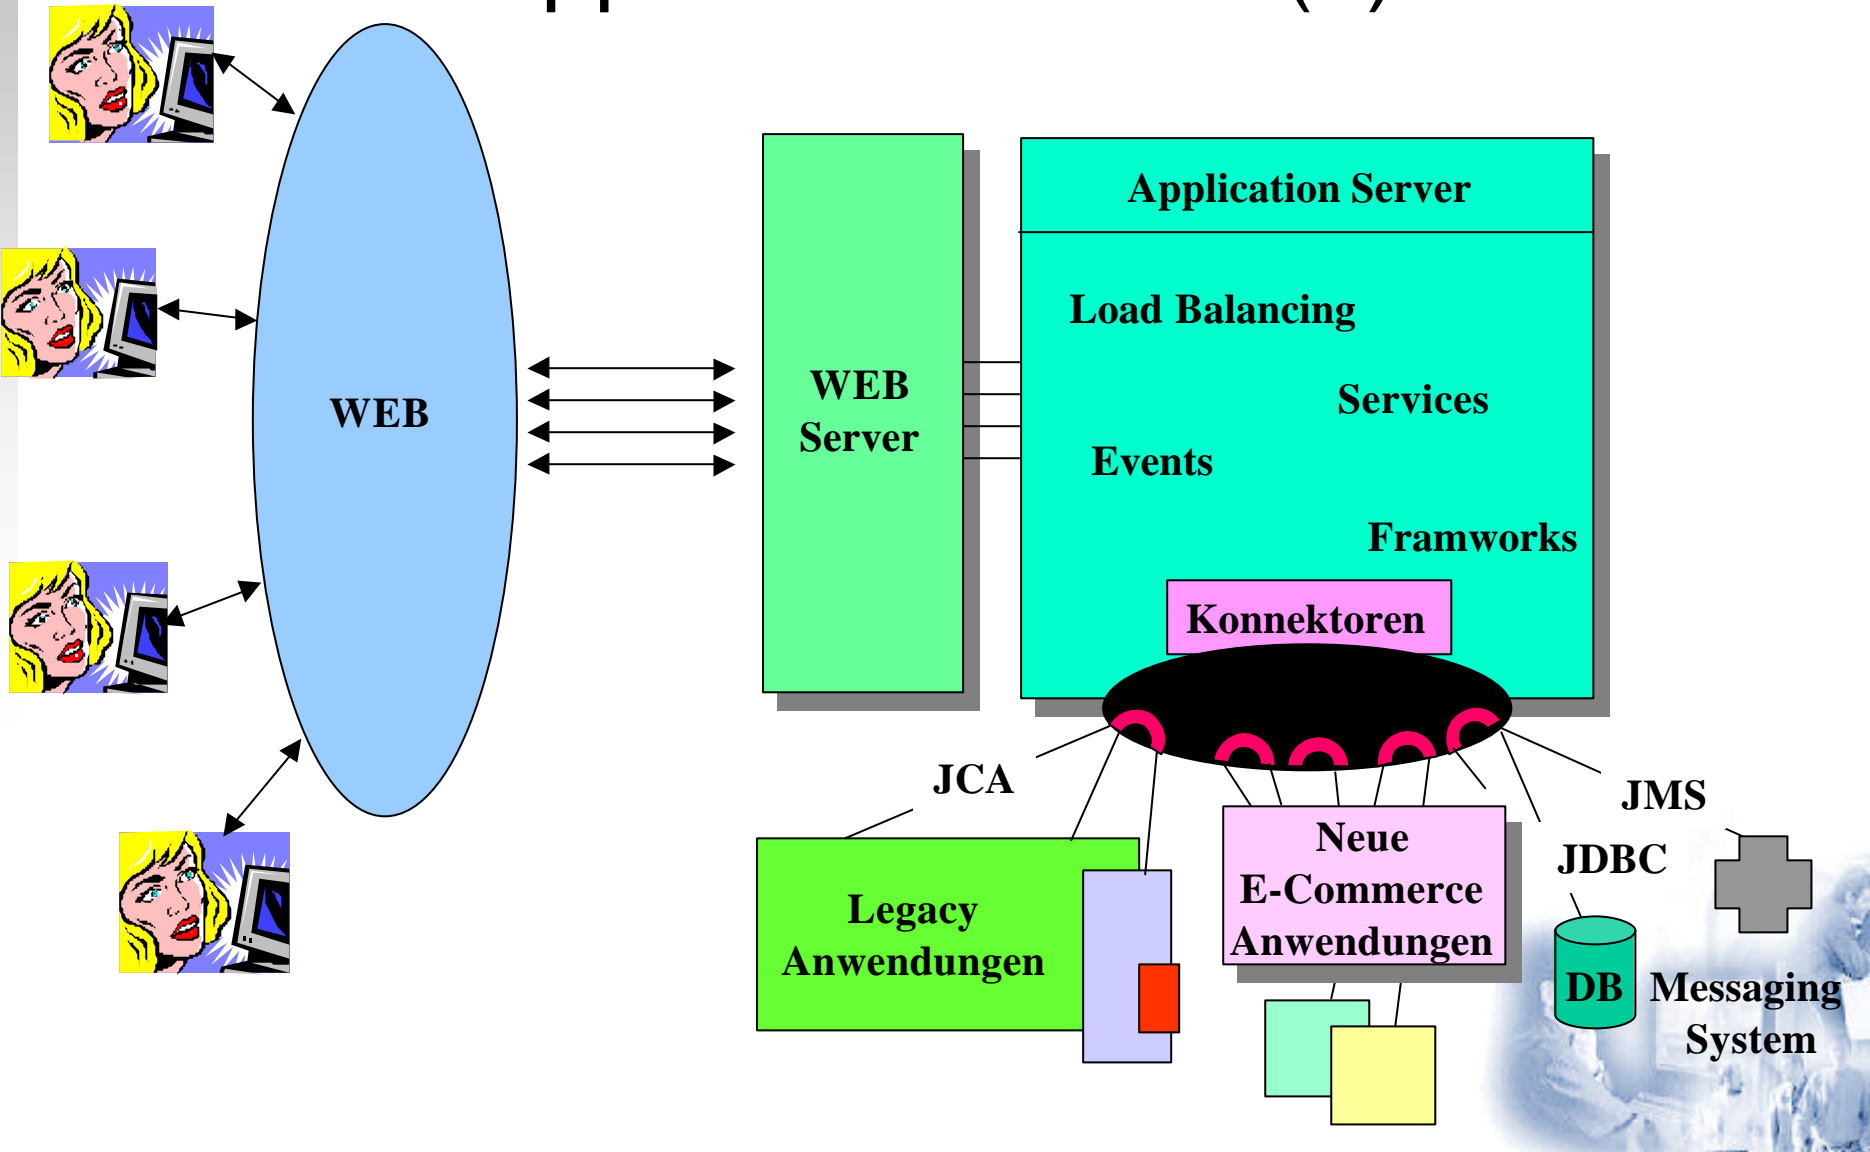 WEB
WEB
Server
Application Server
Load Balancing
Services
Events
Framworks
Konnektoren
JCA
JMS
JDBC
Legacy
Anwendungen
Neue
E-Commerce
Anwendungen
DB
Messaging
System